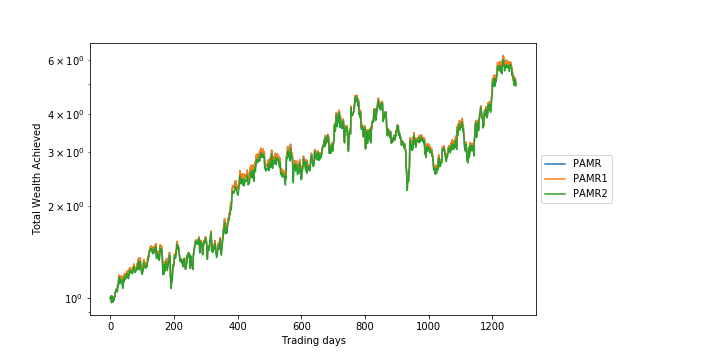 6 × 10⁰
4 × 10⁰
3 × 10⁰
2 × 10⁰
10⁰
Total Wealth Achieved
0 200 400 600 800 1000 1200
Trading days
PAMR
PAMR1
PAMR2